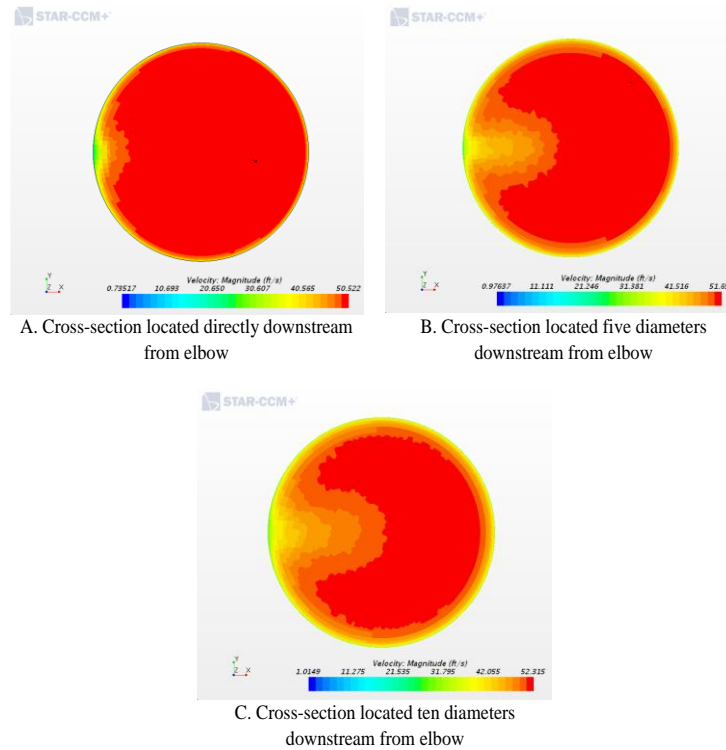 STAR-CCM+
STAR-CCM+
Y
Z X
Velocity: Magnitude (ft/s)
0.73517 10.693 20.650 30.607 40.565 50.522
Y
Z X
Velocity: Magnitude (ft/s)
0.97637 11.111 21.246 31.381 41.516
A. Cross-section located directly downstream
from elbow
B. Cross-section located five diameters
downstream from elbow
STAR-CCM+
Y
Z X
Velocity: Magnitude (ft/s)
1.0149 11.275 21.535 31.795 42.055 52.315
C. Cross-section located ten diameters
downstream from elbow